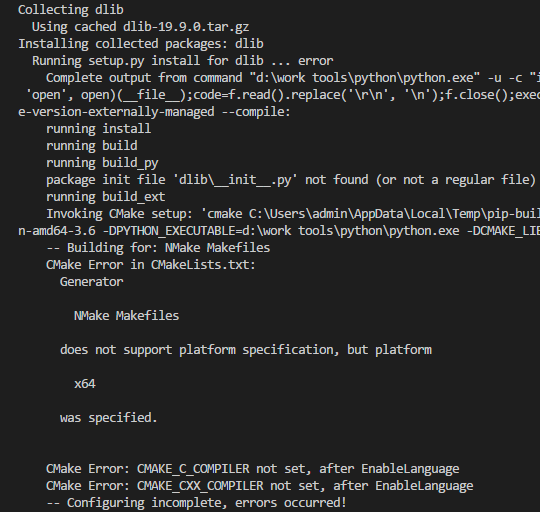 Collecting dlib
Using cached dlib-19.9.0.tar.gz
Installing collected packages: dlib
Running setup.py install for dlib ... error
Complete output from command "d:\work tools\python\python.exe" -u -c "i
'open', open)(__file__);code=f.read().replace('\r\n', '\n');f.close();exec
e-version-externally-managed --compile:
running install
running build
running build_py
package init file 'dlib\__init__.py' not found (or not a regular file)
running build_ext
Invoking CMake setup: 'cmake C:\Users\admin\AppData\Local\Temp\pip-buil
n-amd64-3.6 -DPYTHON_EXECUTABLE=d:\work tools\python\python.exe -DCMAKE_LIB
-- Building for: NMake Makefiles
CMake Error in CMakeLists.txt:
Generator
NMake Makefiles
does not support platform specification, but platform
x64
was specified.
CMake Error: CMAKE_C_COMPILER not set, after EnableLanguage
CMake Error: CMAKE_CXX_COMPILER not set, after EnableLanguage
-- Configuring incomplete, errors occurred!